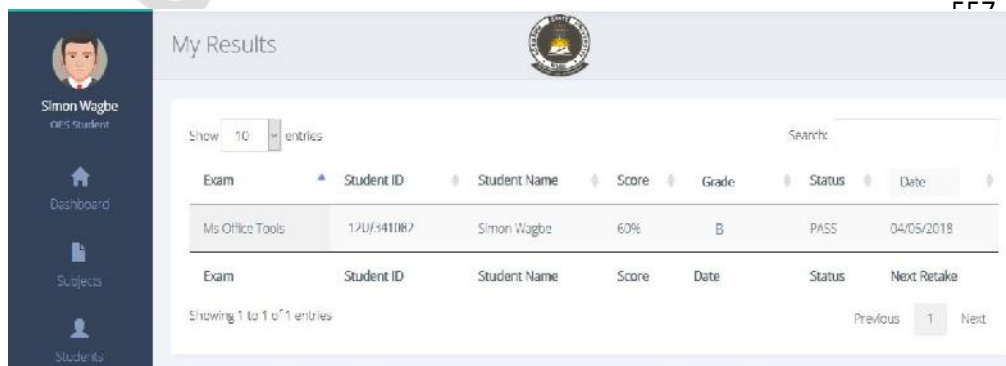 557
My Results
Simon Wagbe
OES Student
Dashboard
Subjects
Students
Show 10 entries
Search:
Exam Student ID Student Name Score Grade Status Date
Ms Office Tools 12U/341082 Simon Wagbe 60% B PASS 04/05/2018
Exam Student ID Student Name Score Date Status Next Retake
Showing 1 to 1 of 1 entries
Previous 1 Next